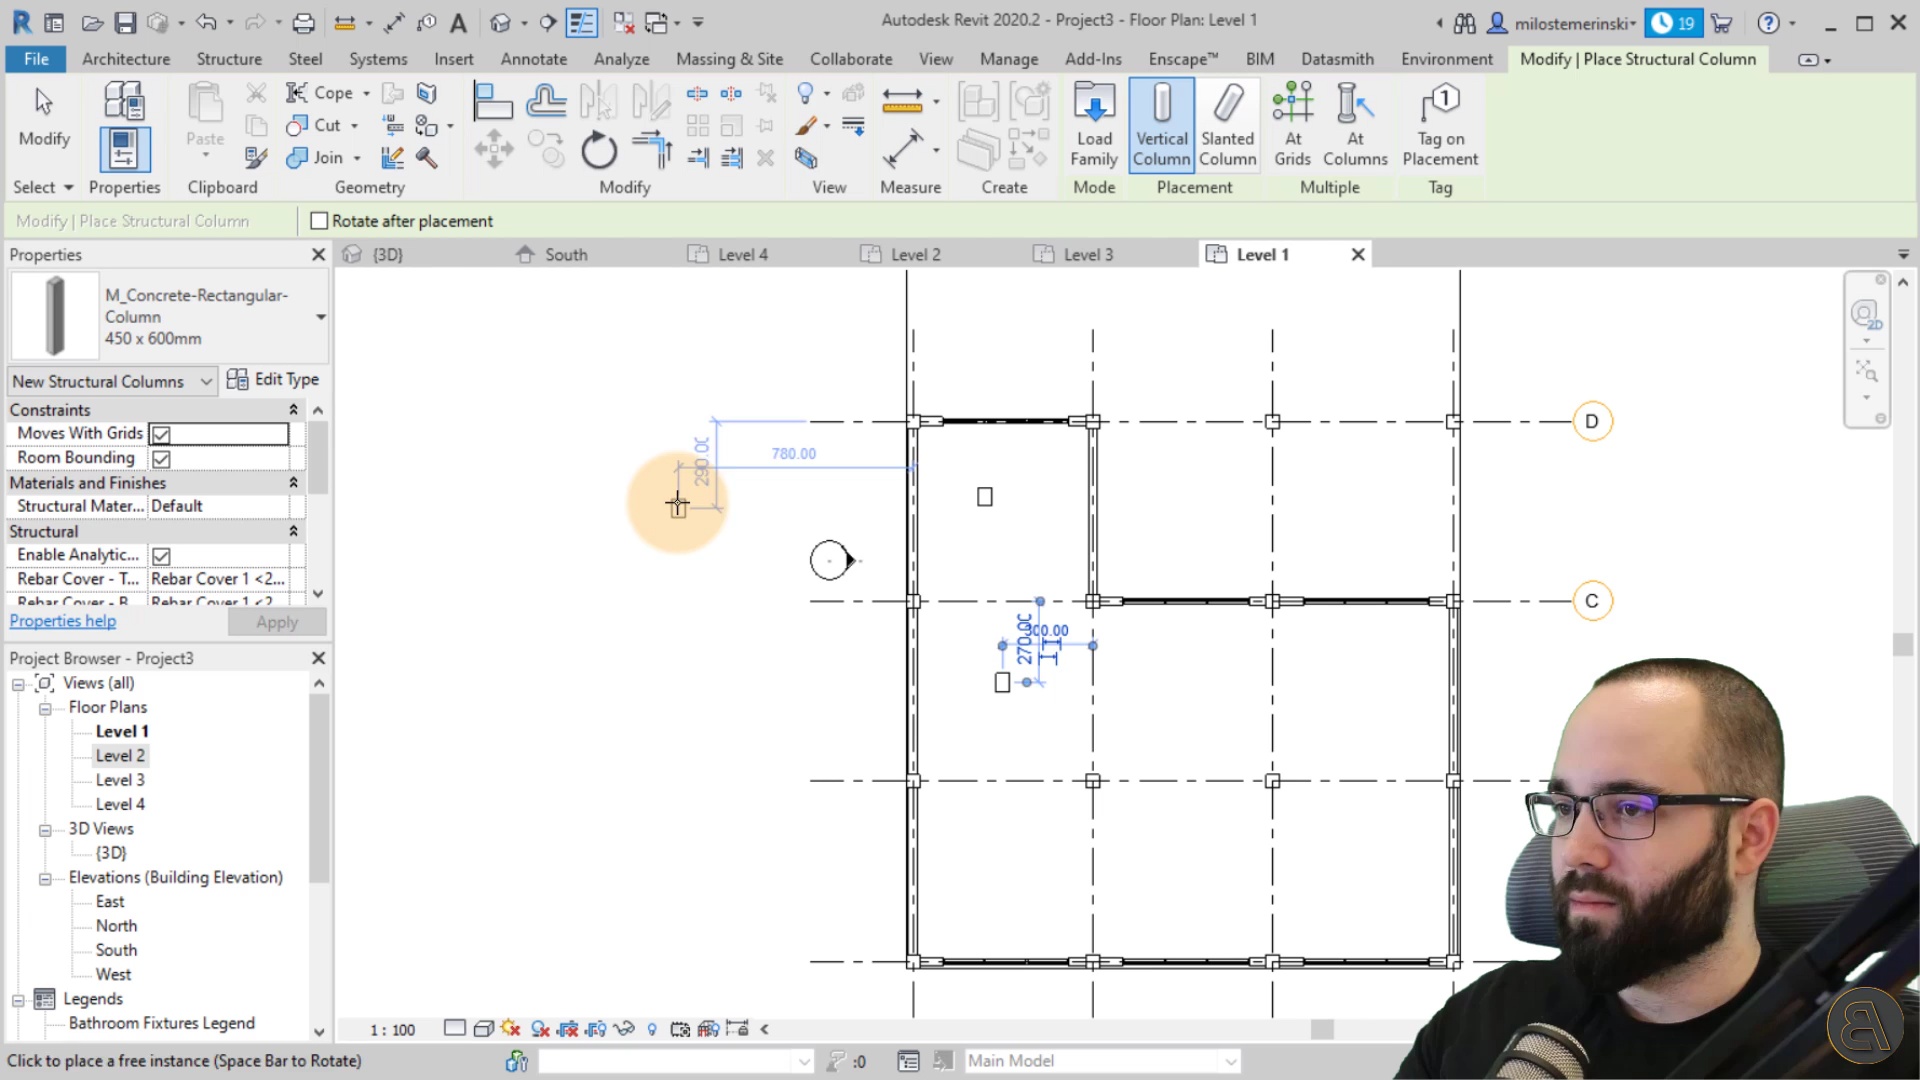 Autodesk Revit 2020.2 - Project3 - Floor Plan: Level 1
milostemerinski
19
File
Architecture
Structure
Steel
Systems
Insert
Annotate
Analyze
Massing & Site
Collaborate
View
Manage
Add-Ins
Enscape™
BIM
Datasmith
Environment
Modify | Place Structural Column
Modify
Paste
Cope
Cut
Join
Load Family
Vertical Column
Slanted Column
At Grids
At Columns
Tag on Placement
Select
Properties
Clipboard
Geometry
Modify
View
Measure
Create
Mode
Placement
Multiple
Tag
Modify | Place Structural Column
Rotate after placement
Properties
{3D}
South
Level 4
Level 2
Level 3
Level 1
M_Concrete-Rectangular-
Column
450 x 600mm
New Structural Columns
Edit Type
Constraints
Moves With Grids
Room Bounding
Materials and Finishes
Structural Mater... Default
Structural
Enable Analytic...
Rebar Cover - T... Rebar Cover 1 <2...
Rebar Cover - B... Rebar Cover 1 <2...
Properties help
Apply
Project Browser - Project3
Views (all)
Floor Plans
Level 1
Level 2
Level 3
Level 4
3D Views
{3D}
Elevations (Building Elevation)
East
North
South
West
Legends
Bathroom Fixtures Legend
2D
D
C
780.00
290.00
300.00
270.00
1 : 100
Click to place a free instance (Space Bar to Rotate)
:0
Main Model